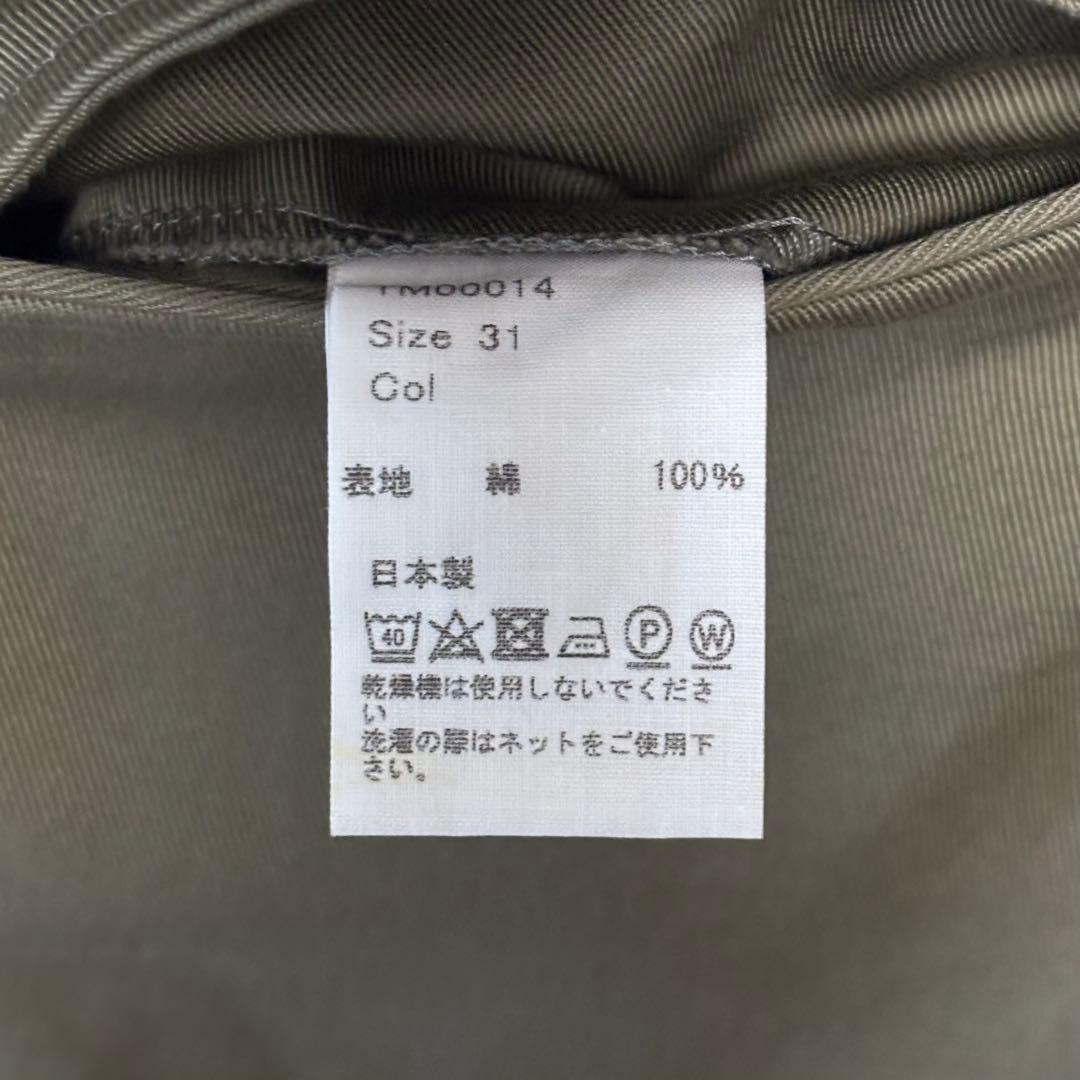 Size 31
Col
表地 綿 100%
日本製
40 P W
乾燥機は使用しないでくださ
い
洗濯の際はネットをご使用下
さい。